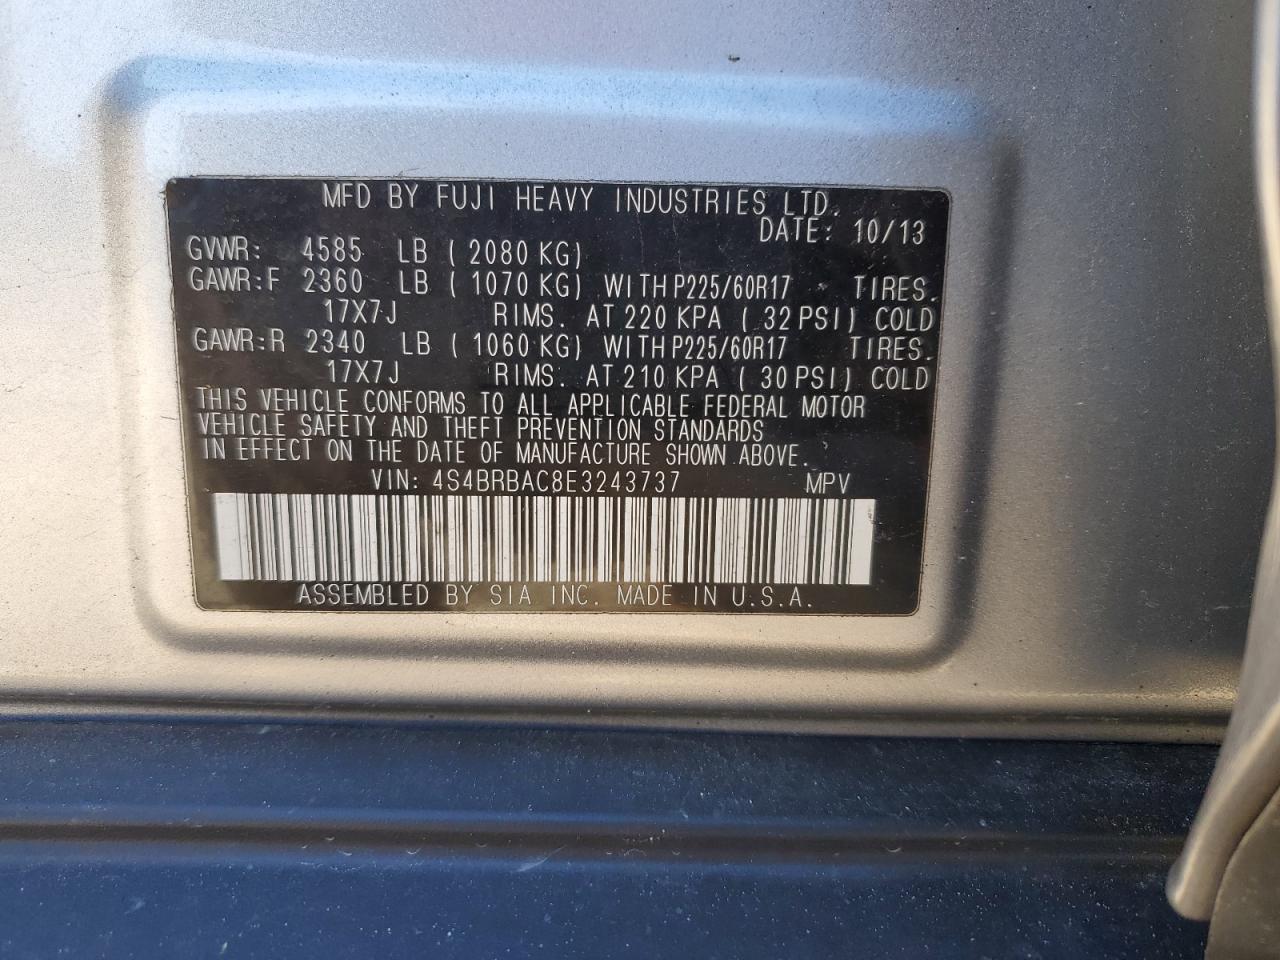 MFD BY FUJI HEAVY INDUSTRIES LTD.
DATE: 10/13
GVWR: 4585 LB ( 2080 KG)
GAWR:F 2360 LB ( 1070 KG) WITH P225/60R17 TIRES.
17X7J RIMS. AT 220 KPA ( 32 PSI) COLD
GAWR:R 2340 LB ( 1060 KG) WITH P225/60R17 TIRES.
17X7J RIMS. AT 210 KPA ( 30 PSI) COLD
THIS VEHICLE CONFORMS TO ALL APPLICABLE FEDERAL MOTOR
VEHICLE SAFETY AND THEFT PREVENTION STANDARDS
IN EFFECT ON THE DATE OF MANUFACTURE SHOWN ABOVE.
VIN: 4S4BRBAC8E3243737 MPV
ASSEMBLED BY SIA INC. MADE IN U.S.A.